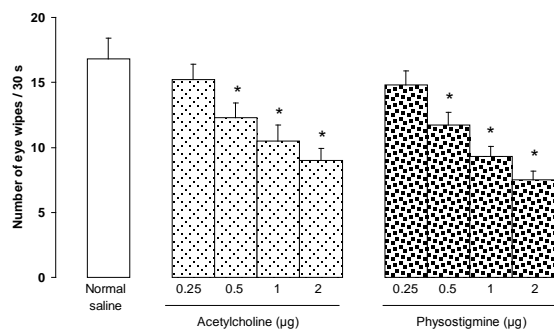 Number of eye wipes / 30 s
20
15
10
5
0
* * *
* * *
Normal
saline
0.25 0.5 1 2
0.25 0.5 1 2
Acetylcholine (µg)
Physostigmine (µg)